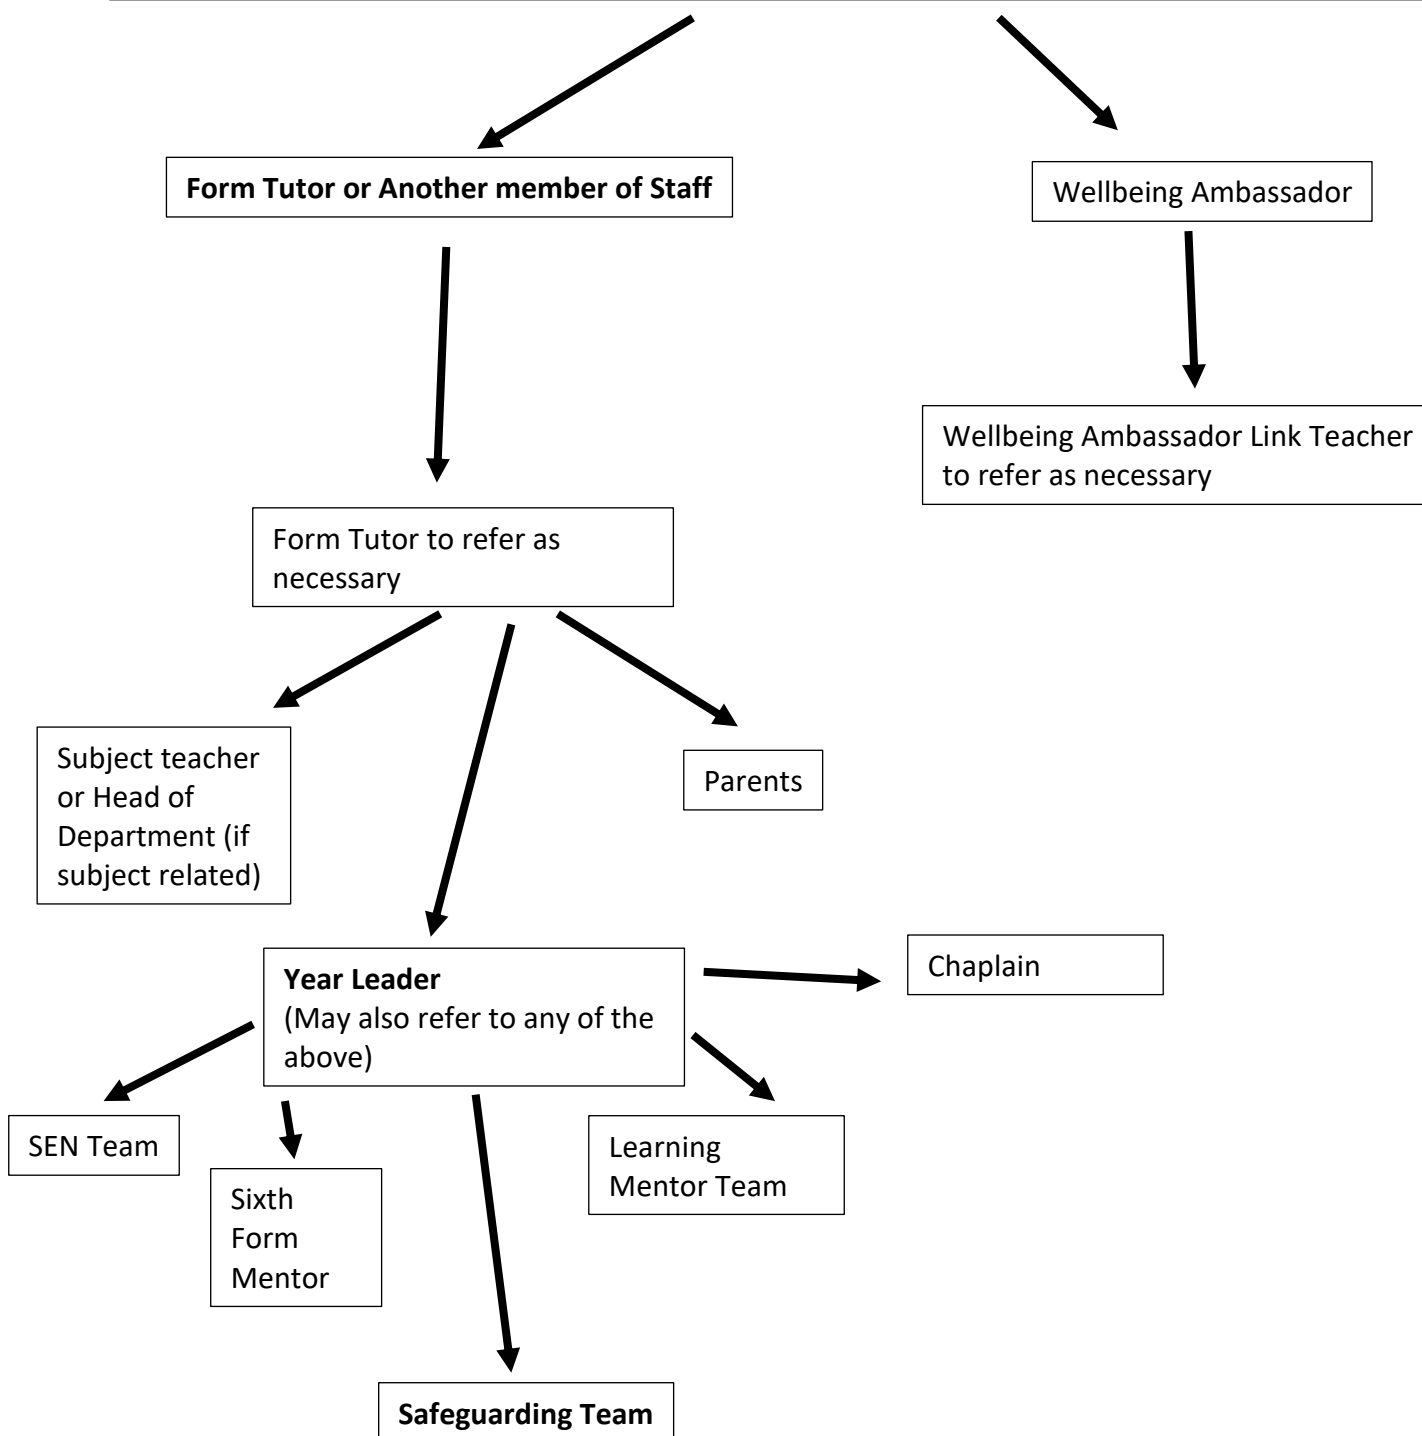 Form Tutor or Another member of Staff
Wellbeing Ambassador
Wellbeing Ambassador Link Teacher
to refer as necessary
Form Tutor to refer as
necessary
Subject teacher
or Head of
Department (if
subject related)
Parents
Year Leader
(May also refer to any of the
above)
Chaplain
SEN Team
Sixth
Form
Mentor
Learning
Mentor Team
Safeguarding Team